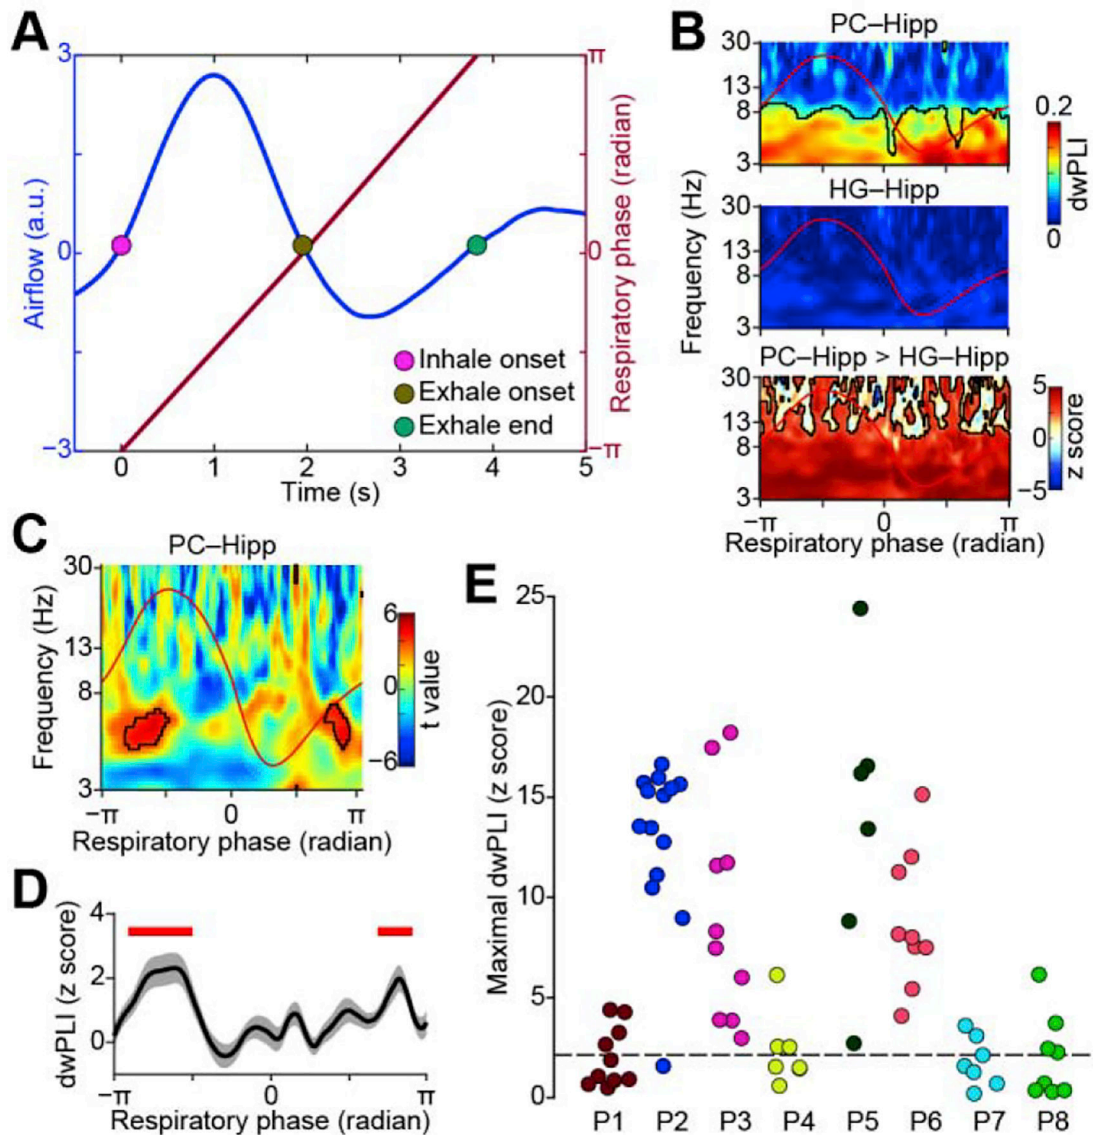 A
3
0
−3
Airflow (a.u.)
π
0
−π
Respiratory phase (radian)
Inhale onset
Exhale onset
Exhale end
0 1 2 3 4 5
Time (s)
B
PC–Hipp
30
13
8
3
0.2
0
dwPLI
HG–Hipp
30
13
8
3
Frequency (Hz)
PC–Hipp > HG–Hipp
30
13
8
3
5
0
−5
z score
−π 0 π
Respiratory phase (radian)
C
PC–Hipp
30
13
8
3
Frequency (Hz)
6
0
−6
t value
−π 0 π
Respiratory phase (radian)
D
4
2
0
dwPLI (z score)
−π 0 π
Respiratory phase (radian)
E
25
20
15
10
5
0
Maximal dwPLI (z score)
P1 P2 P3 P4 P5 P6 P7 P8